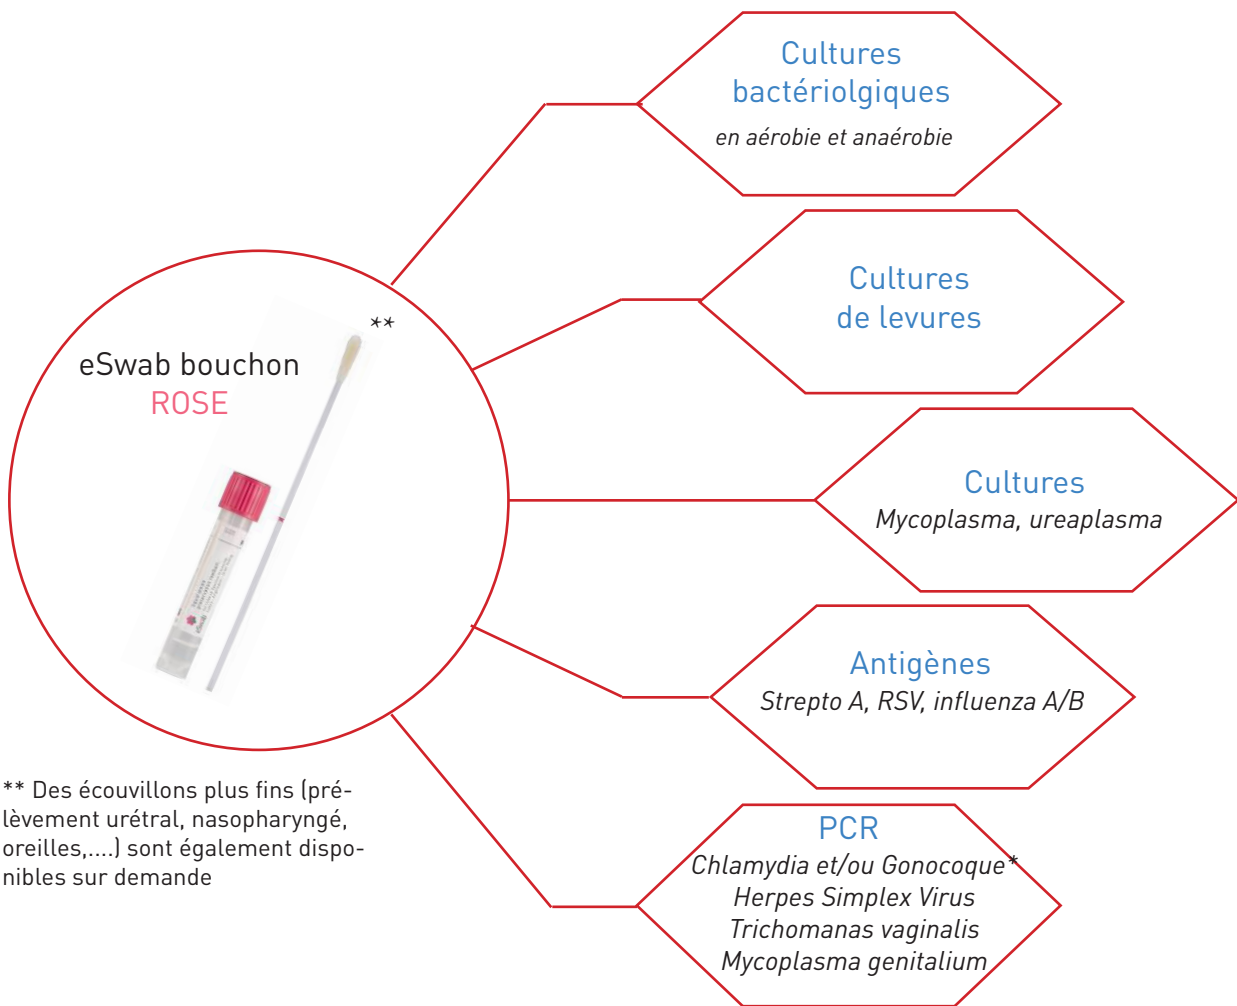 Cultures
bactériolgiques
en aérobie et anaérobie
Cultures
de levures
**
eSwab bouchon
ROSE
Cultures
Mycoplasma, ureaplasma
Antigènes
Strepto A, RSV, influenza A/B
** Des écouvillons plus fins (pré-
lèvement urétral, nasopharyngé,
oreilles,....) sont également dispo-
nibles sur demande
PCR
Chlamydia et/ou Gonocoque*
Herpes Simplex Virus
Trichomanas vaginalis
Mycoplasma genitalium